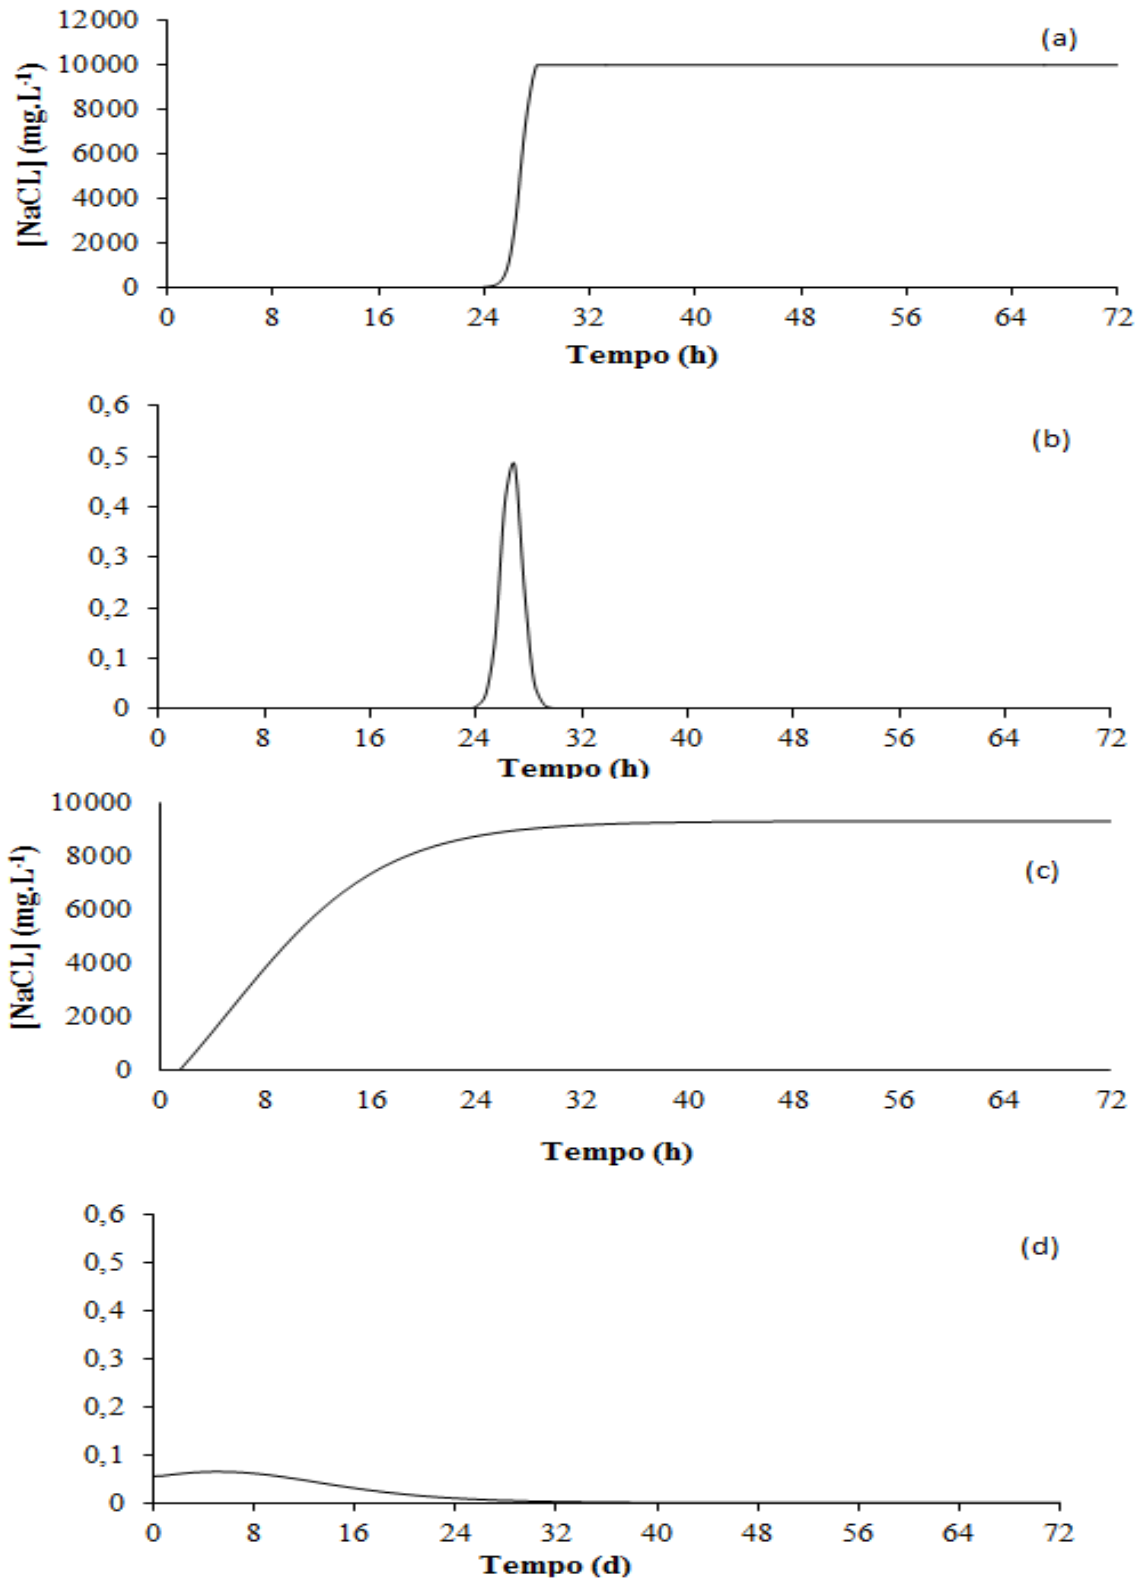 12000
(a)
10000
8000
6000
4000
2000
0
[NaCL] (mg.L-1)
0 8 16 24 32 40 48 56 64 72
Tempo (h)
0,6
(b)
0,5
0,4
0,3
0,2
0,1
0
0 8 16 24 32 40 48 56 64 72
Tempo (h)
10000
8000
(c)
6000
4000
2000
0
[NaCL] (mg.L-1)
0 8 16 24 32 40 48 56 64 72
Tempo (h)
0,6
(d)
0,5
0,4
0,3
0,2
0,1
0
0 8 16 24 32 40 48 56 64 72
Tempo (d)